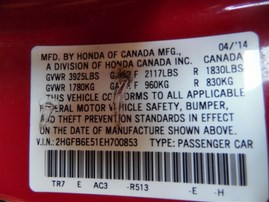 MFD. BY HONDA OF CANADA MFG., 04/14
A DIVISION OF HONDA CANADA INC. CANADA
GVWR 3925LBS F 2117LBS R 1830LBS
GVWR 1780KG F 960KG R 830KG
THIS VEHICLE CONFORMS TO ALL APPLICABLE
FEDERAL MOTOR VEHICLE SAFETY, BUMPER,
AND THEFT PREVENTION STANDARDS IN EFFECT
ON THE DATE OF MANUFACTURE SHOWN ABOVE.
V.I.N.: 2HGFB6E51EH700853 TYPE: PASSENGER CAR
TR7 E AC3 -R513 -E -H